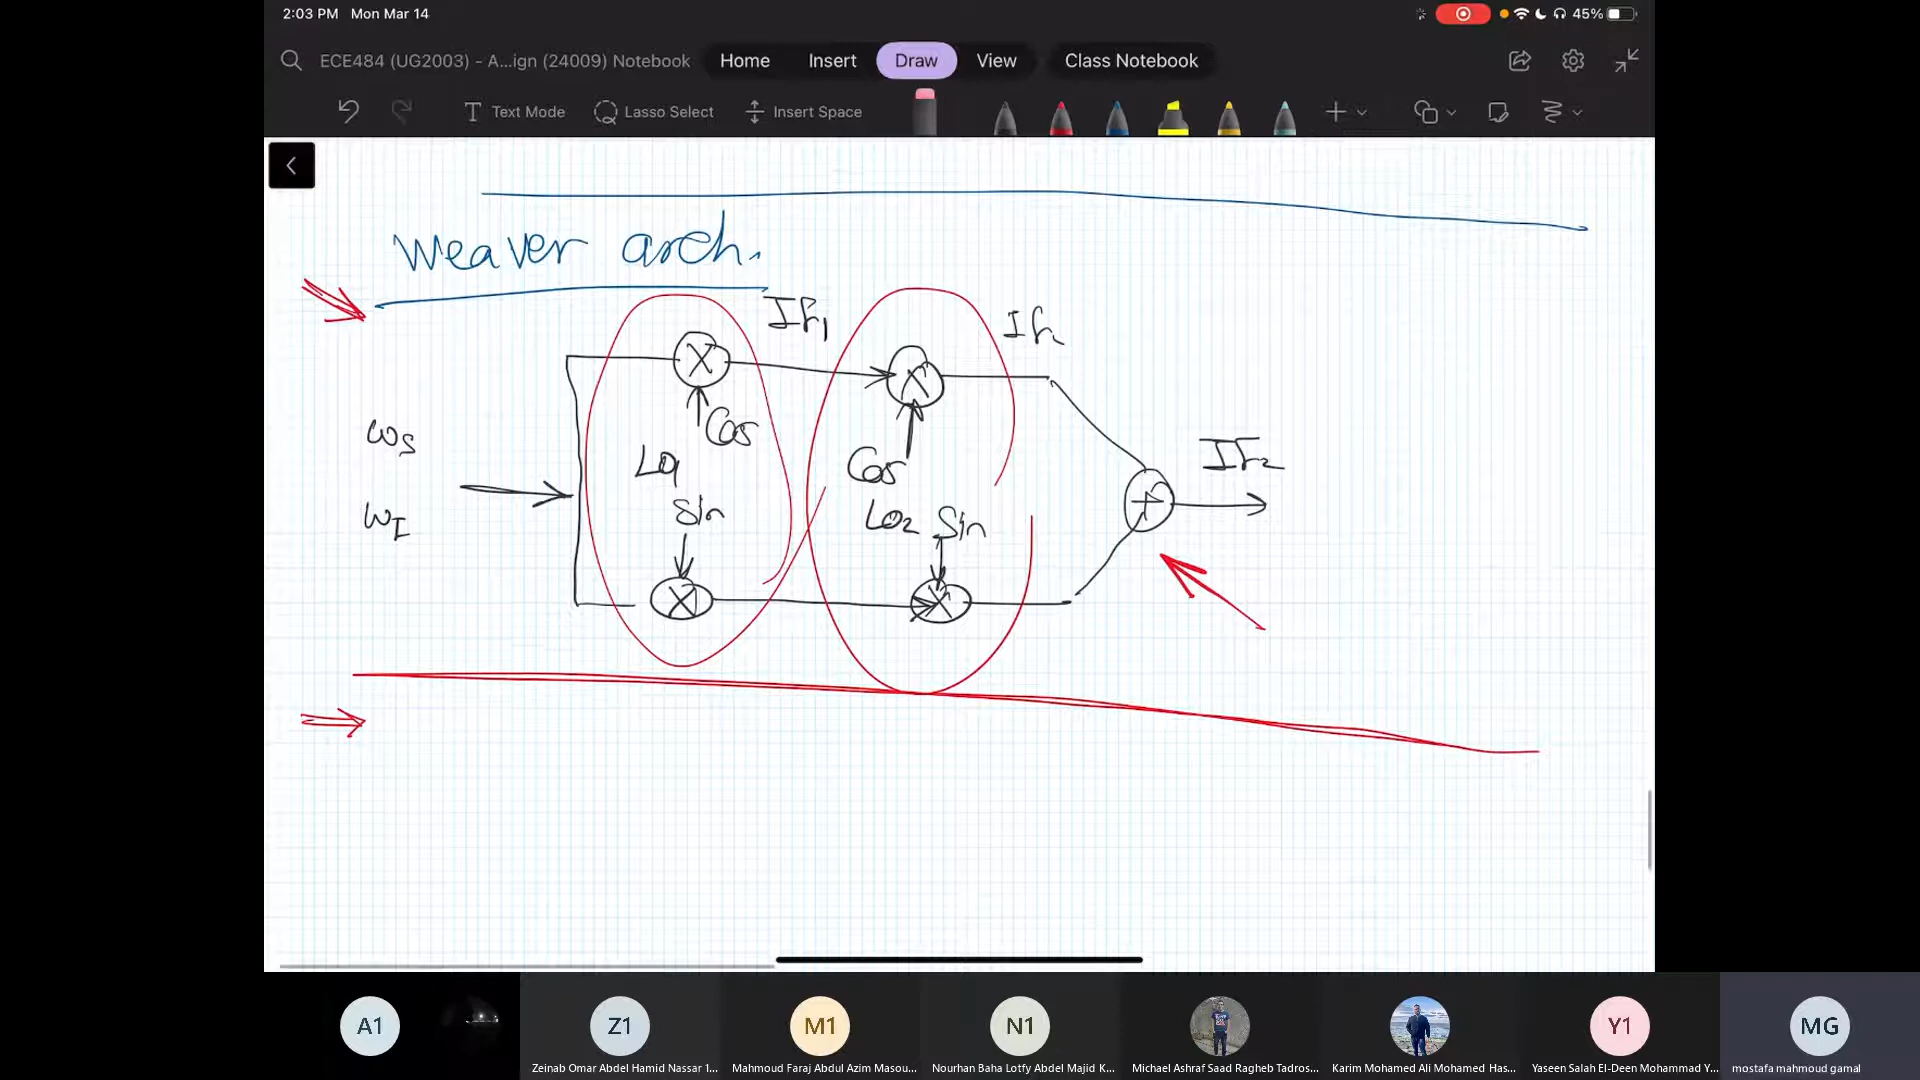 2:03 PM Mon Mar 14
45%
ECE484 (UG2003) - A...ign (24009) Notebook
Home
Insert
Draw
View
Class Notebook
Text Mode
Lasso Select
Insert Space
weaver arch.
IF1
IF2
X
X
Cos
ωS
Cos
IF2
LO1
Sin
LO2
Sin
+
ωI
X
X
A1
Z1
M1
N1
Y1
MG
Zeinab Omar Abdel Hamid Nassar 1...
Mahmoud Faraj Abdul Azim Masou...
Nourhan Baha Lotfy Abdel Majid K...
Michael Ashraf Saad Ragheb Tadros...
Karim Mohamed Ali Mohamed Has...
Yaseen Salah El-Deen Mohammad Y...
mostafa mahmoud gamal